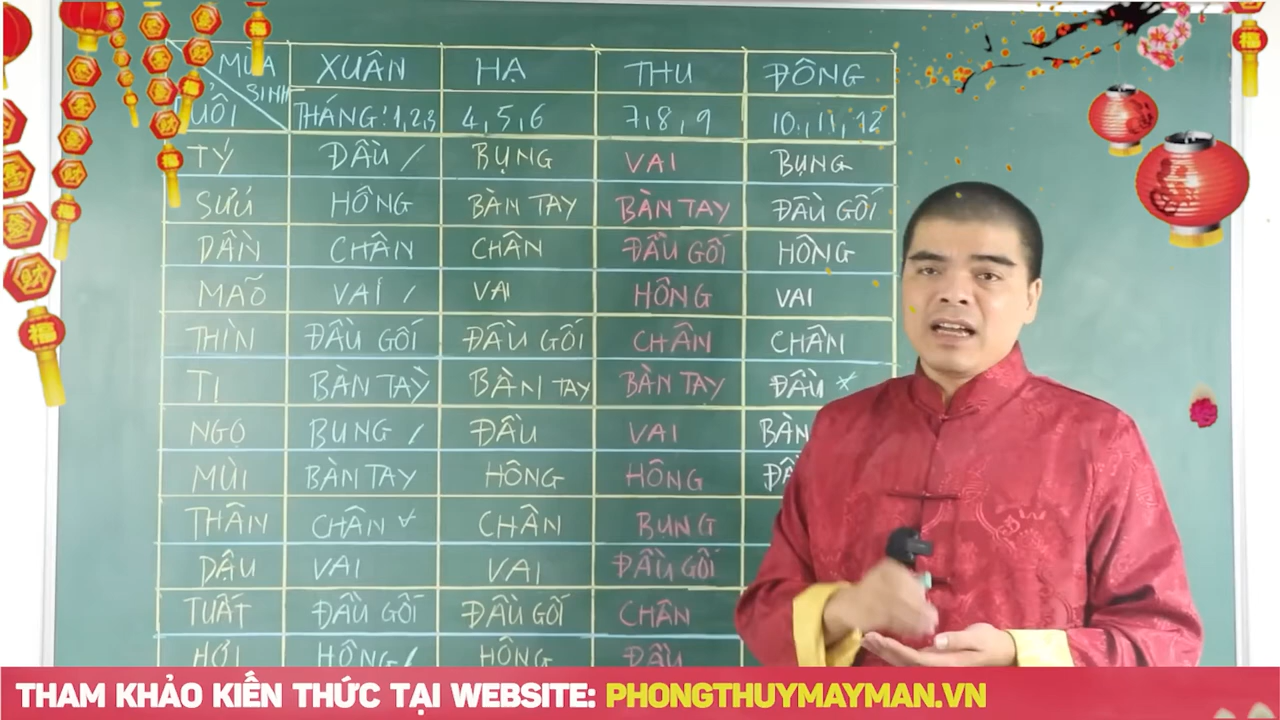 MÙA SINH XUÂN HẠ THU ĐÔNG
TUỔI THÁNG: 1,2,3 4,5,6 7,8,9 10, 11, 12
TÝ ĐẦU BỤNG VAI BỤNG
SỬU HÔNG BÀN TAY BÀN TAY ĐẦU GỐI
DẦN CHÂN CHÂN ĐẦU GỐI HÔNG
MÃO VAI VAI HÔNG VAI
THÌN ĐẦU GỐI ĐẦU GỐI CHÂN CHÂN
TỊ BÀN TAY BÀN TAY BÀN TAY ĐẦU
NGỌ BỤNG ĐẦU VAI BÀN
MÙI BÀN TAY HÔNG HÔNG
THÂN CHÂN CHÂN BỤNG
DẬU VAI VAI ĐẦU GỐI
TUẤT ĐẦU GỐI ĐẦU GỐI CHÂN
HỢI HÔNG HÔNG ĐẦU
福
財
THAM KHẢO KIẾN THỨC TẠI WEBSITE: PHONGTHUYMAYMAN.VN